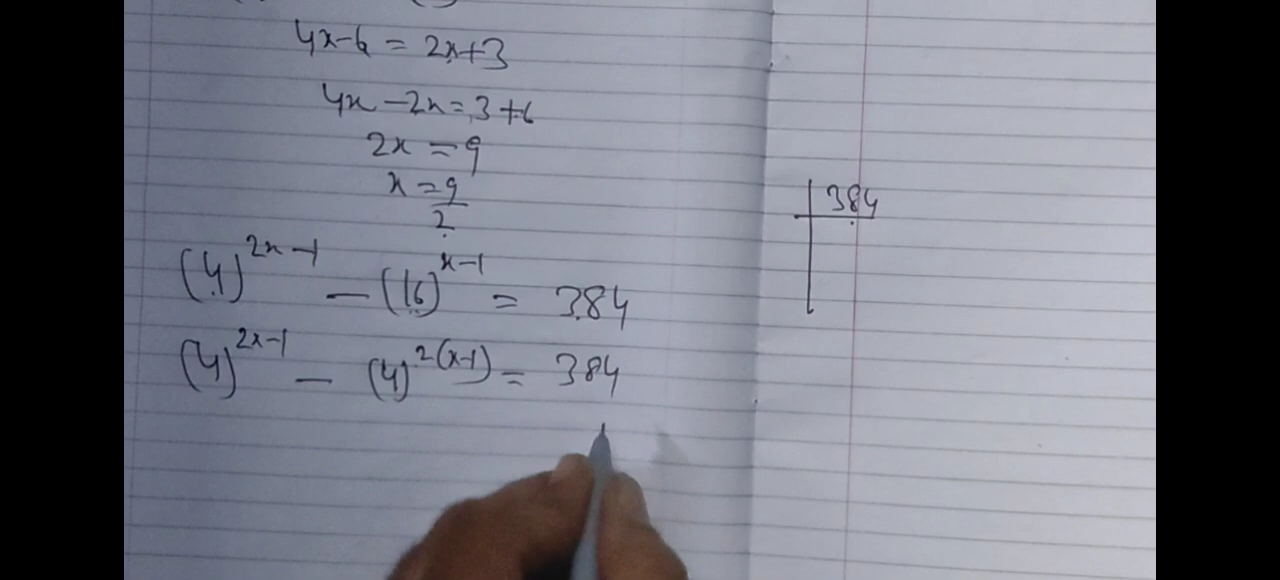 4x-6 = 2x+3
4x - 2x = 3+6
2x = 9
x = 9/2
384
(4)^2x-1 - (16)^x-1 = 384
(4)^2x-1 - (4)^2(x-1) = 384